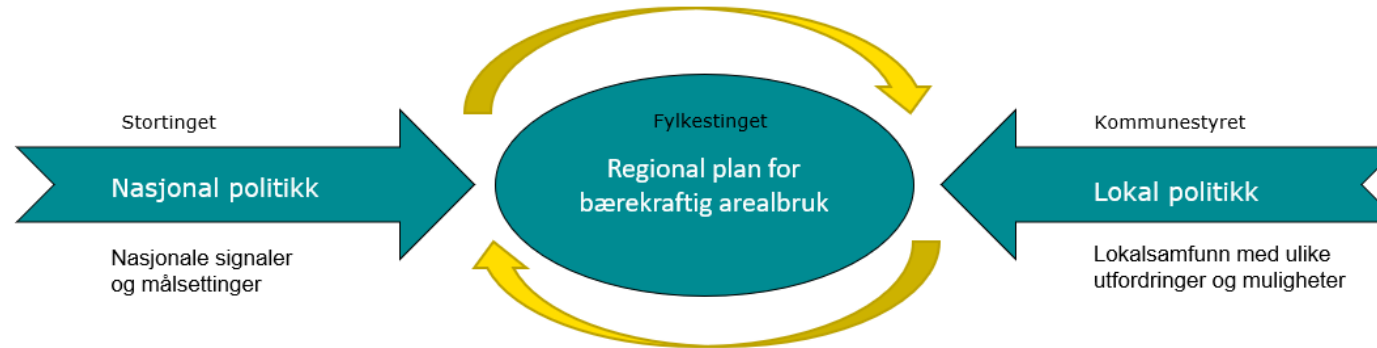 Stortinget
Nasjonal politikk
Nasjonale signaler
og målsettinger
Fylkestinget
Regional plan for
bærekraftig arealbruk
Kommunestyret
Lokal politikk
Lokalsamfunn med ulike
utfordringer og muligheter